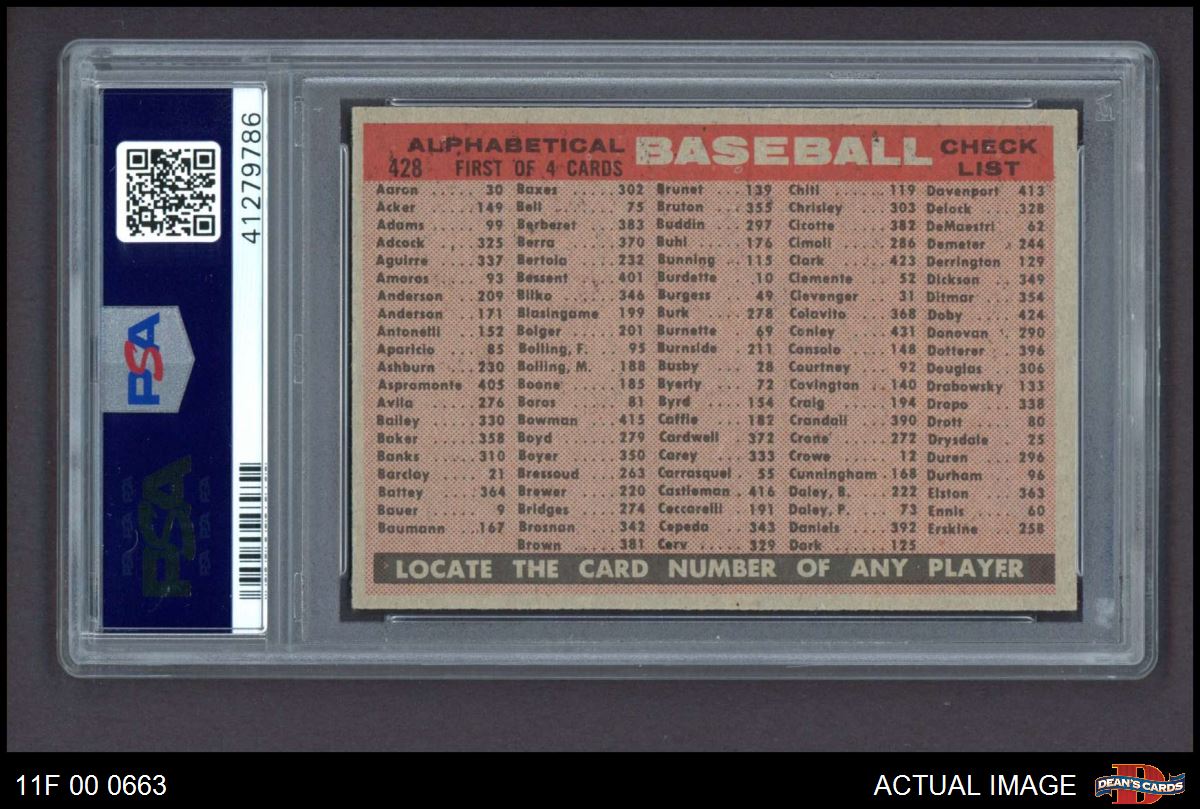 41279786
PSA
PSA
ALPHABETICAL BASEBALL CHECK LIST
428 FIRST OF 4 CARDS
Aaron ..... 30 Baxes ..... 302 Brunet ... 139 Chiti ..... 119 Davenport 413
Acker ..... 149 Bell ..... 75 Bruton ... 355 Chrisley .. 303 Delock ... 328
Adams ..... 99 Berberet ... 383 Buddin ... 297 Cicotte ... 382 DeMaestri 62
Adcock ... 325 Berra ..... 370 Buhl ..... 176 Cimoli ... 286 Demeter .. 244
Aguirre ... 337 Bertoia ... 232 Bunning .. 115 Clark .... 423 Derrington 129
Amoros ... 93 Bessent ... 401 Burdette .. 10 Clemente .. 52 Dickson .. 349
Anderson .. 209 Bilko ..... 346 Burgess ... 49 Clevenger . 31 Ditmar ... 354
Anderson .. 171 Blasingame 199 Burk ..... 278 Colavito .. 368 Doby ..... 424
Antonelli .. 152 Bolger .... 201 Burnette .. 69 Conley ... 431 Donovan .. 290
Aparicio ... 85 Bolling, F. .. 95 Burnside .. 211 Consolo .. 148 Dotterer .. 396
Ashburn ... 230 Bolling, M. . 188 Busby .... 28 Courtney .. 92 Douglas .. 306
Aspromonte 405 Boone .... 185 Byerly .... 72 Covington . 140 Drabowsky 133
Avila ..... 276 Boros ..... 81 Byrd ..... 154 Craig .... 194 Dropo .... 338
Bailey .... 330 Bowman ... 415 Caffie .... 182 Crandall .. 390 Drott .... 80
Baker .... 358 Boyd ..... 279 Cardwell .. 372 Crone .... 272 Drysdale .. 25
Banks .... 310 Boyer .... 350 Carey .... 333 Crowe .... 12 Duren .... 296
Barclay ... 21 Bressoud .. 263 Carrasquel . 55 Cunningham . 168 Durham ... 96
Battey ... 364 Brewer ... 220 Castleman . 416 Daley, B. .. 222 Elston ... 363
Bauer ..... 9 Bridges ... 274 Ceccarelli . 191 Daley, P. .. 73 Ennis .... 60
Baumann .. 167 Brosnan ... 342 Cepeda ... 343 Daniels .. 392 Erskine .. 258
Brown .... 381 Cerv ..... 329 Dark ..... 125
LOCATE THE CARD NUMBER OF ANY PLAYER
11F 00 0663
ACTUAL IMAGE
DEAN'S CARDS